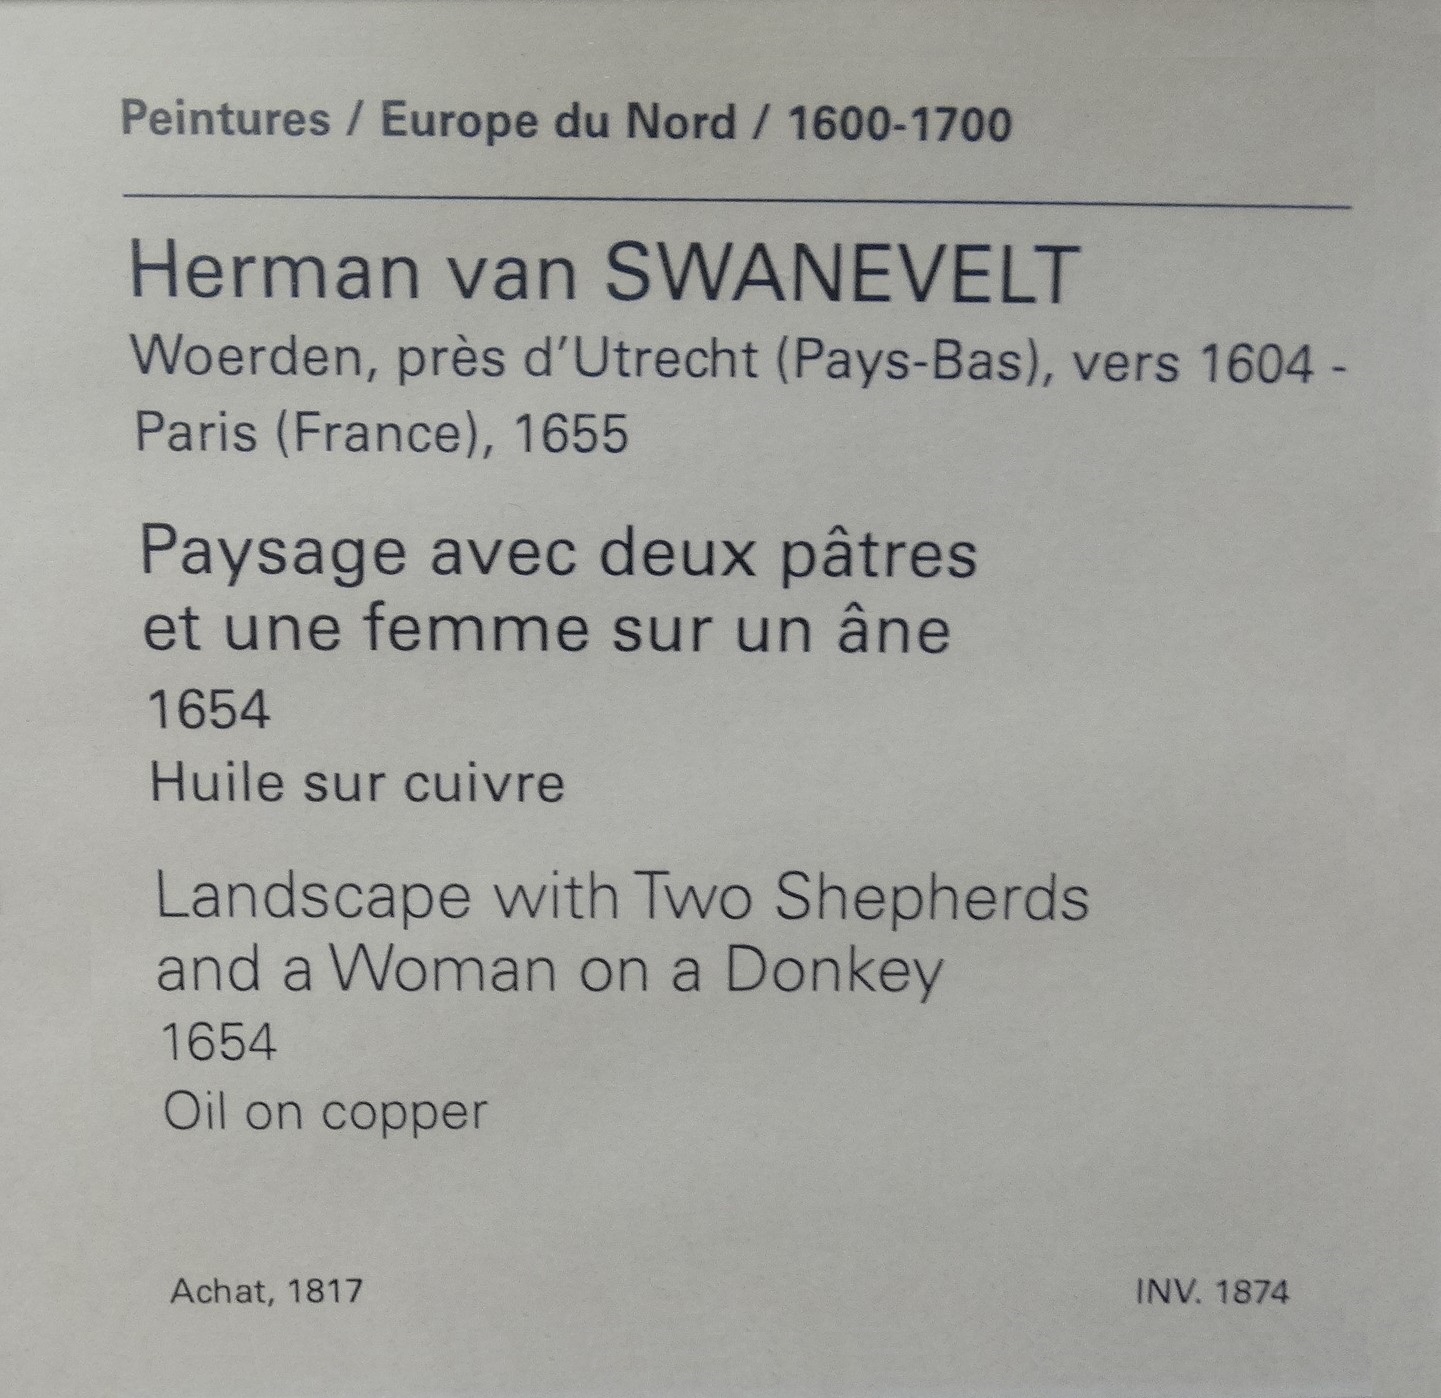 Peintures / Europe du Nord / 1600-1700
Herman van SWANEVELT
Woerden, près d'Utrecht (Pays-Bas), vers 1604 -
Paris (France), 1655
Paysage avec deux pâtres
et une femme sur un âne
1654
Huile sur cuivre
Landscape with Two Shepherds
and a Woman on a Donkey
1654
Oil on copper
Achat, 1817
INV. 1874